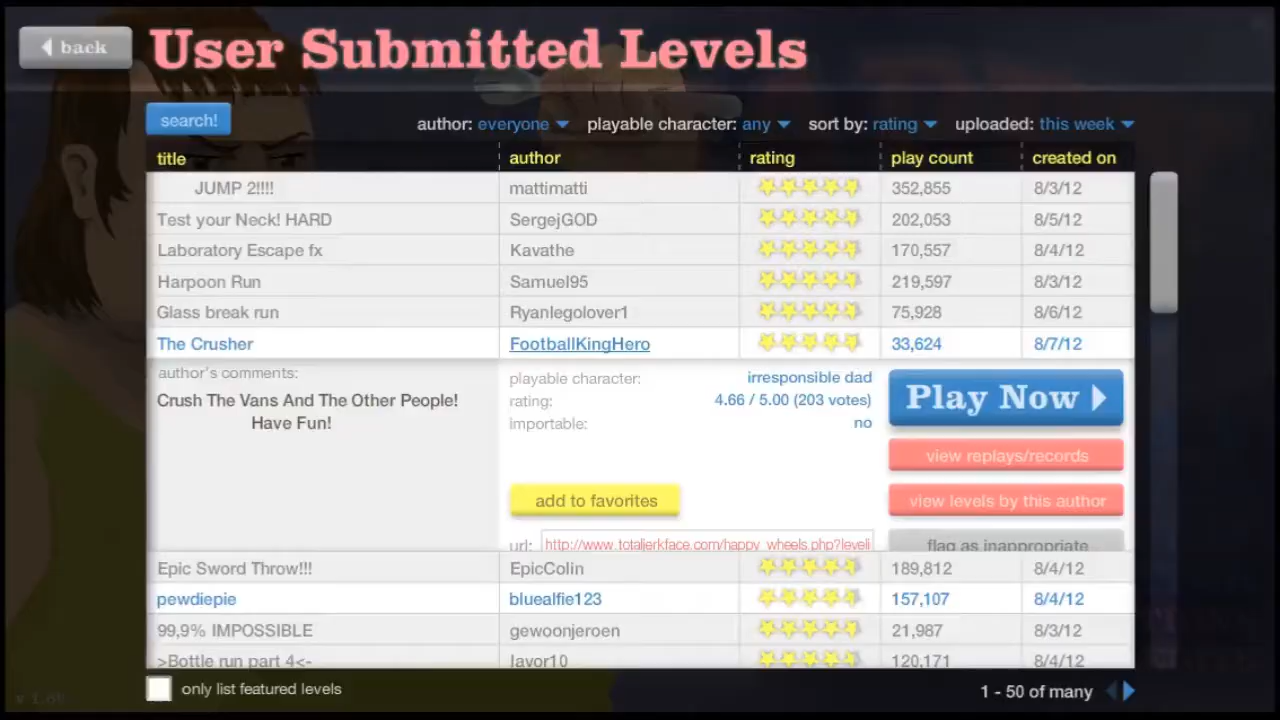 back
User Submitted Levels
search!
author: everyone playable character: any sort by: rating uploaded: this week
title author rating play count created on
JUMP 2!!!! mattimatti 352,855 8/3/12
Test your Neck! HARD SergejGOD 202,053 8/5/12
Laboratory Escape fx Kavathe 170,557 8/4/12
Harpoon Run Samuel95 219,597 8/3/12
Glass break run Ryanlegolover1 75,928 8/6/12
The Crusher FootballKingHero 33,624 8/7/12
author's comments:
Crush The Vans And The Other People!
Have Fun!
playable character: irresponsible dad
rating: 4.66 / 5.00 (203 votes)
importable: no
add to favorites
url: http://www.totaljerkface.com/happy_wheels.php?leveli
Play Now
view replays/records
view levels by this author
flag as inappropriate
Epic Sword Throw!!! EpicColin 189,812 8/4/12
pewdiepie bluealfie123 157,107 8/4/12
99,9% IMPOSSIBLE gewoonjeroen 21,987 8/3/12
>Bottle run part 4<- 120,171 8/4/12
only list featured levels
1 - 50 of many